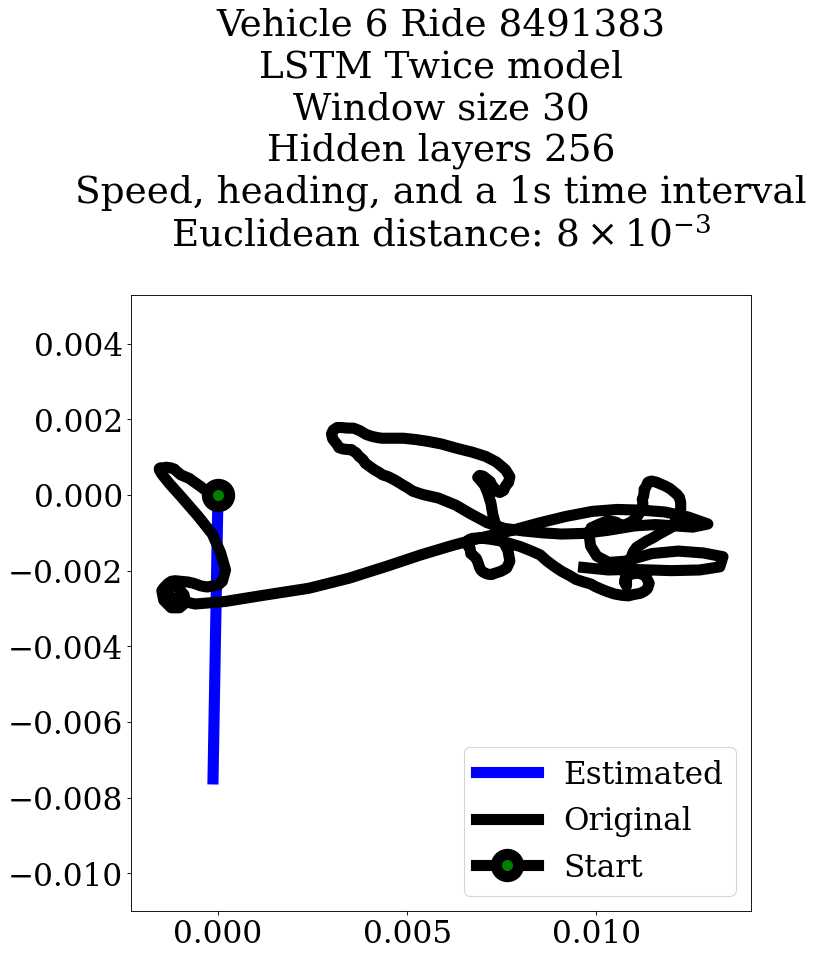 Vehicle 6 Ride 8491383
LSTM Twice model
Window size 30
Hidden layers 256
Speed, heading, and a 1s time interval
Euclidean distance: 8 × 10⁻³
0.004
0.002
0.000
−0.002
−0.004
−0.006
−0.008
−0.010
Estimated
Original
Start
0.000 0.005 0.010